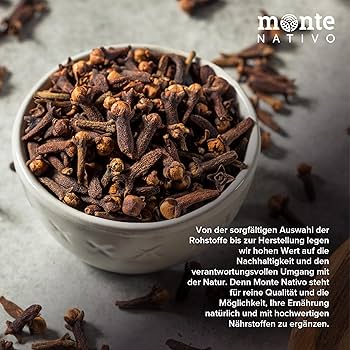 monte
NATIVO
Von der sorgfältigen Auswahl der
Rohstoffe bis zur Herstellung legen
wir hohen Wert auf die
Nachhaltigkeit und den
verantwortungsvollen Umgang mit
der Natur. Denn Monte Nativo steht
für reine Qualität und die
Möglichkeit, Ihre Ernährung
natürlich und mit hochwertigen
Nährstoffen zu ergänzen.